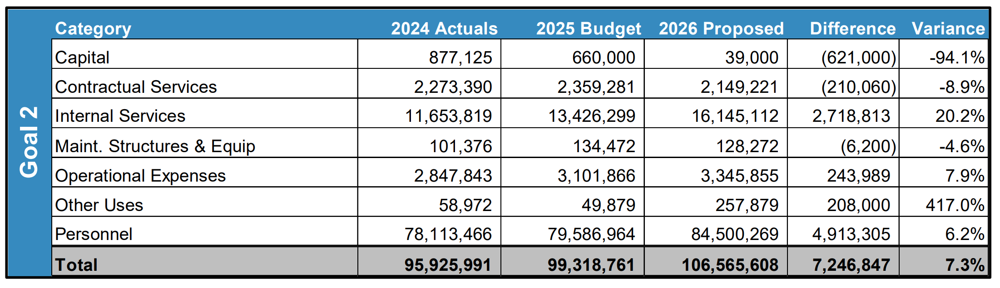 Goal 2
Category 2024 Actuals 2025 Budget 2026 Proposed Difference Variance
Capital 877,125 660,000 39,000 (621,000) -94.1%
Contractual Services 2,273,390 2,359,281 2,149,221 (210,060) -8.9%
Internal Services 11,653,819 13,426,299 16,145,112 2,718,813 20.2%
Maint. Structures & Equip 101,376 134,472 128,272 (6,200) -4.6%
Operational Expenses 2,847,843 3,101,866 3,345,855 243,989 7.9%
Other Uses 58,972 49,879 257,879 208,000 417.0%
Personnel 78,113,466 79,586,964 84,500,269 4,913,305 6.2%
Total 95,925,991 99,318,761 106,565,608 7,246,847 7.3%